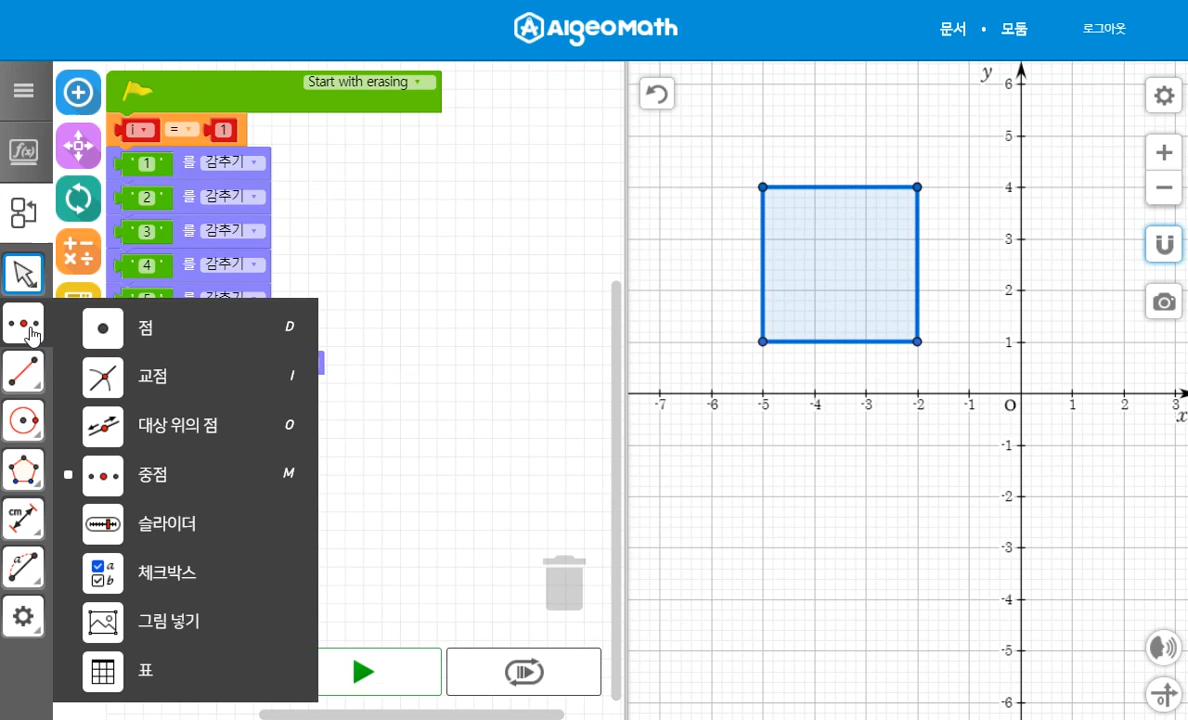 AlgeoMath
문서 • 모둠
로그아웃
Start with erasing
i = 1
' 1 ' 를 감추기
' 2 ' 를 감추기
' 3 ' 를 감추기
' 4 ' 를 감추기
f(x)
cm
a
점 D
교점 I
대상 위의 점 O
중점 M
슬라이더
a
b
체크박스
그림 넣기
표
y
6
5
4
3
2
1
-7 -6 -5 -4 -3 -2 -1 O 1 2 3
x
-1
-2
-3
-4
-5
-6